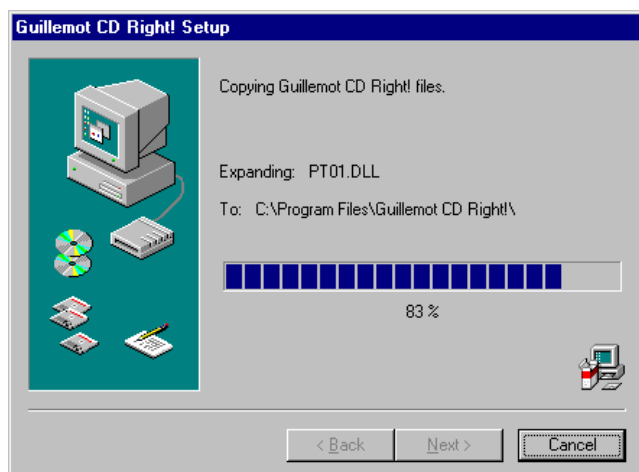 Guillemot CD Right! Setup
Copying Guillemot CD Right! files.
Expanding: PT01.DLL
To: C:\Program Files\Guillemot CD Right!\
83 %
< Back Next > Cancel